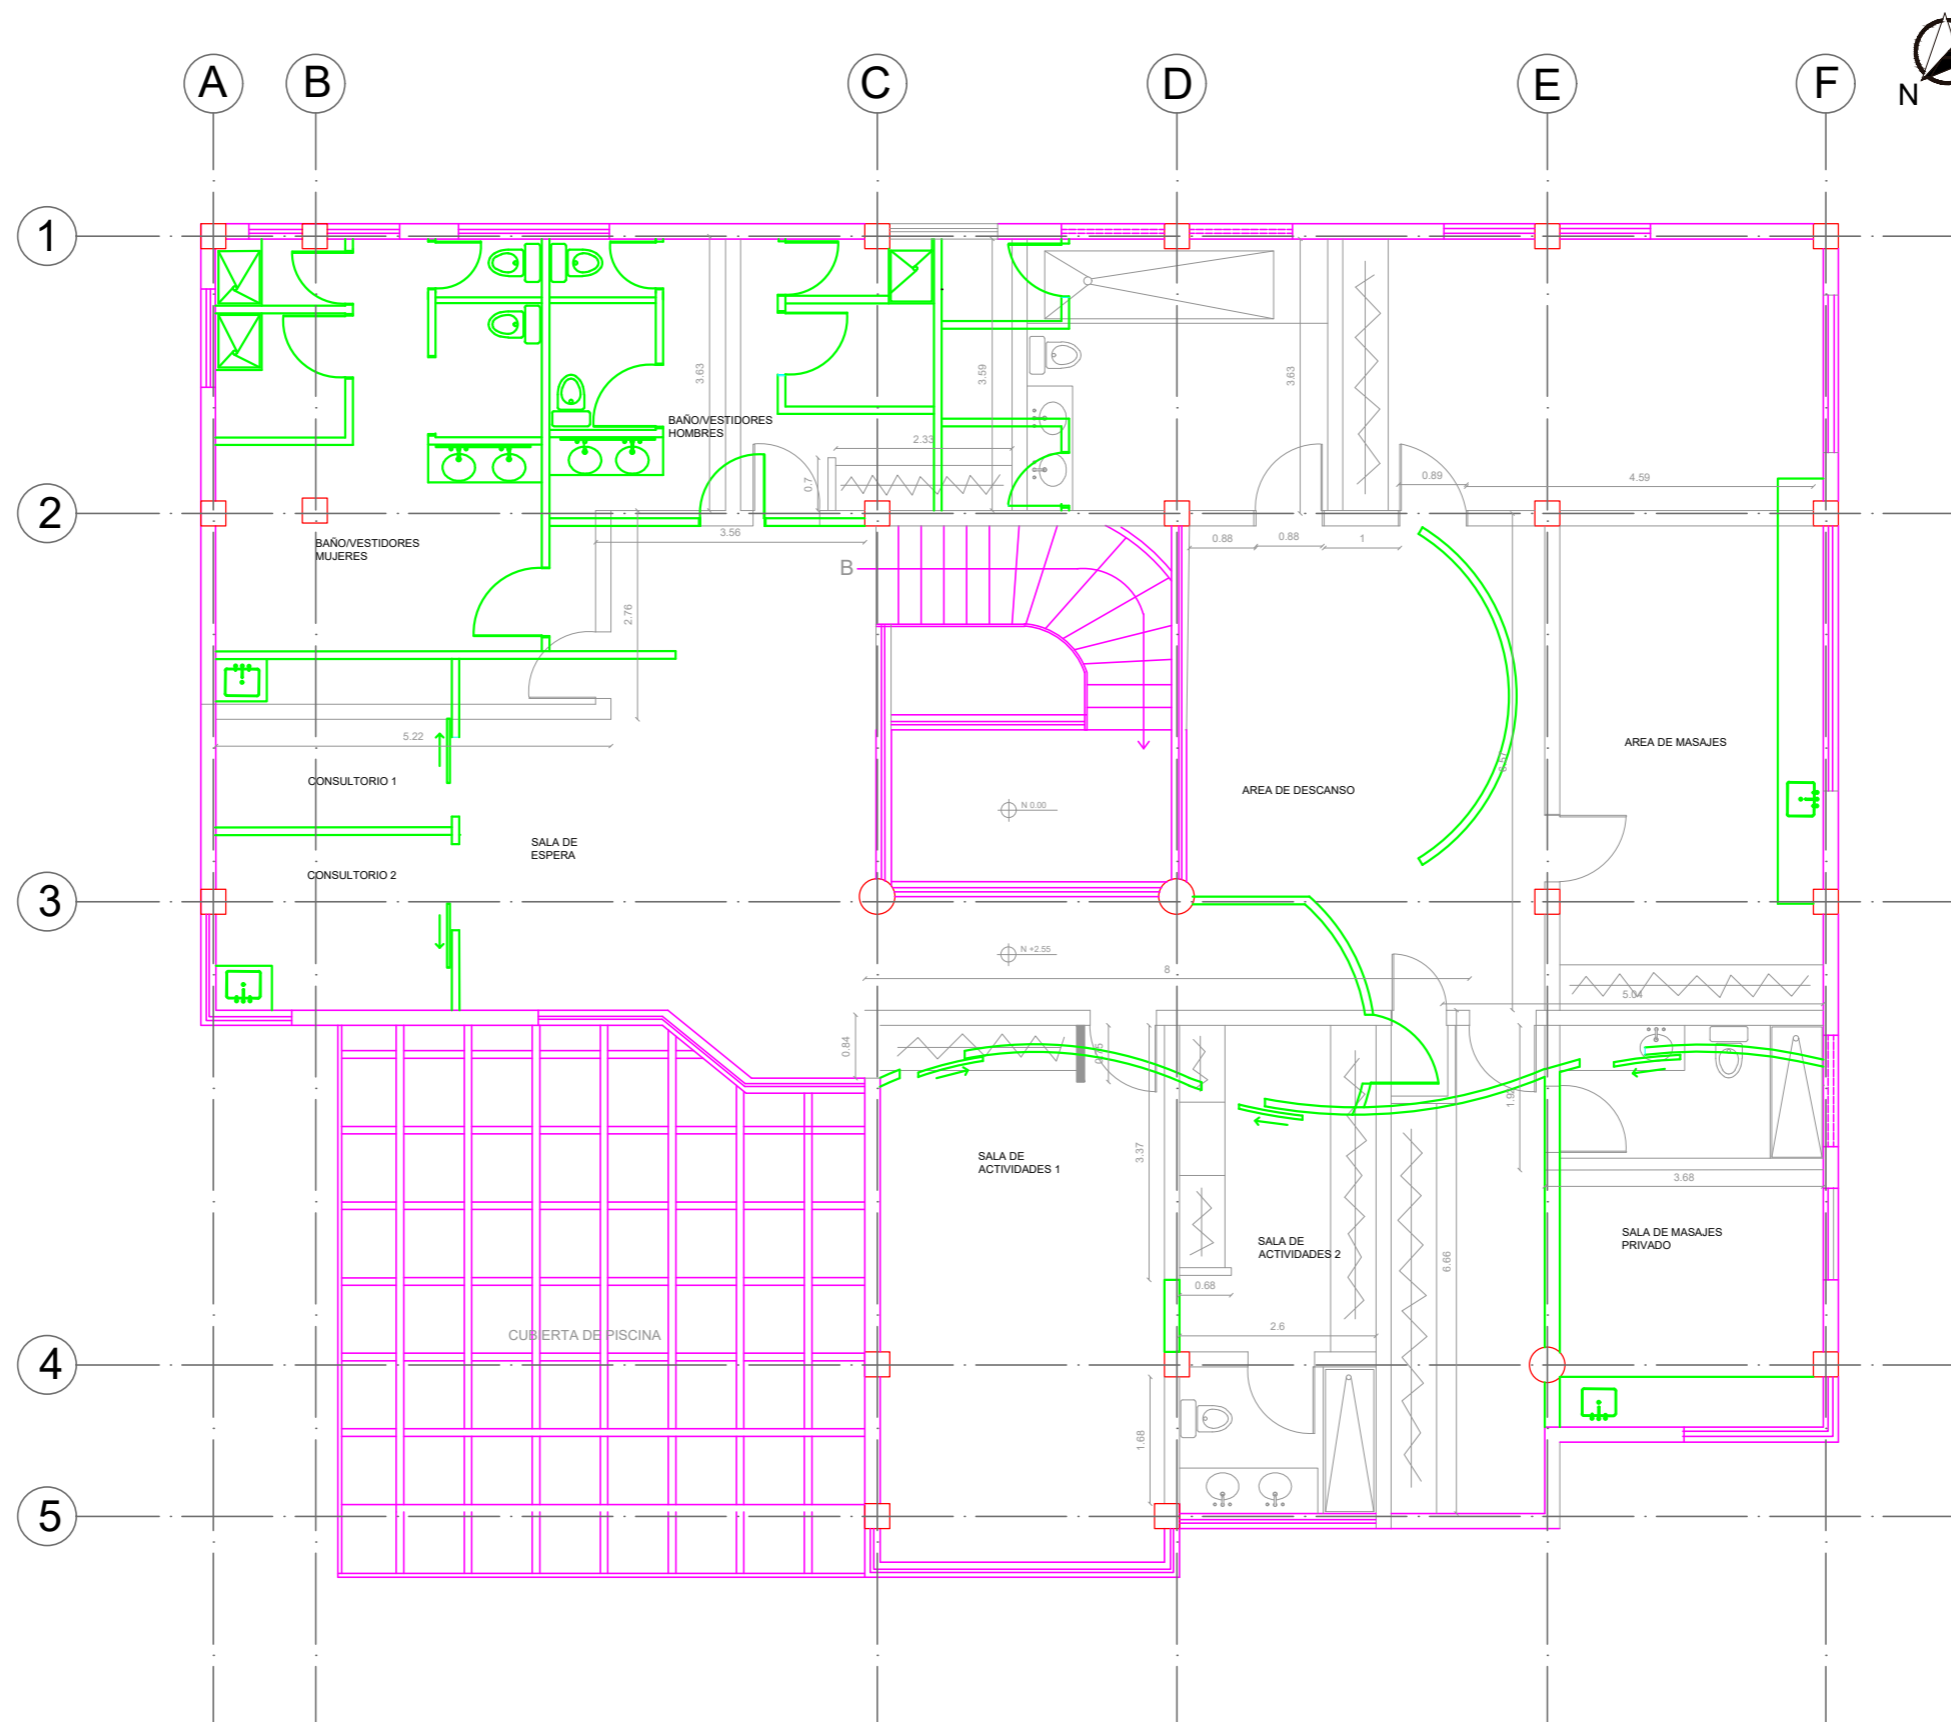 A
B
C
D
E
F
N
1
3.63
3.59
3.63
BAÑO/VESTIDORES
HOMBRES
2.33
0.7
0.89
4.59
2
3.56
0.88
0.88
1
BAÑO/VESTIDORES
MUJERES
B
2.76
5.22
AREA DE MASAJES
6.57
CONSULTORIO 1
AREA DE DESCANSO
N 0.00
SALA DE
ESPERA
CONSULTORIO 2
3
N +2.55
8
5.04
0.84
1.92
3.37
SALA DE
ACTIVIDADES 1
3.68
SALA DE
ACTIVIDADES 2
SALA DE MASAJES
PRIVADO
6.66
0.68
CUBIERTA DE PISCINA
2.6
4
1.68
5